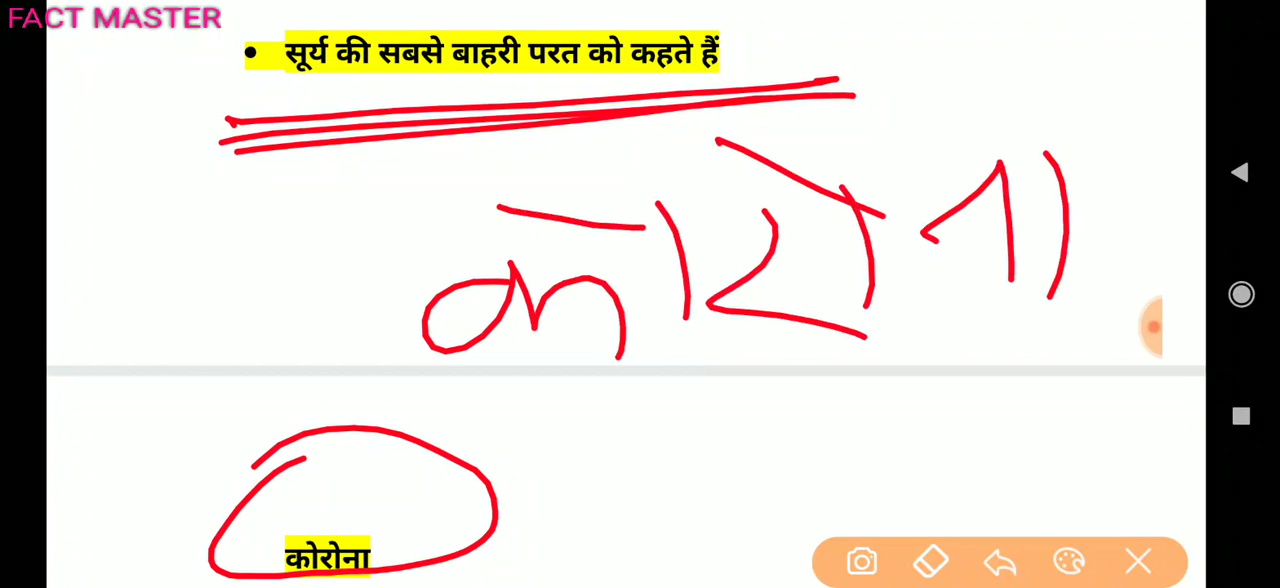 FACT MASTER
• सूर्य की सबसे बाहरी परत को कहते हैं
कोरोना
कोरोना